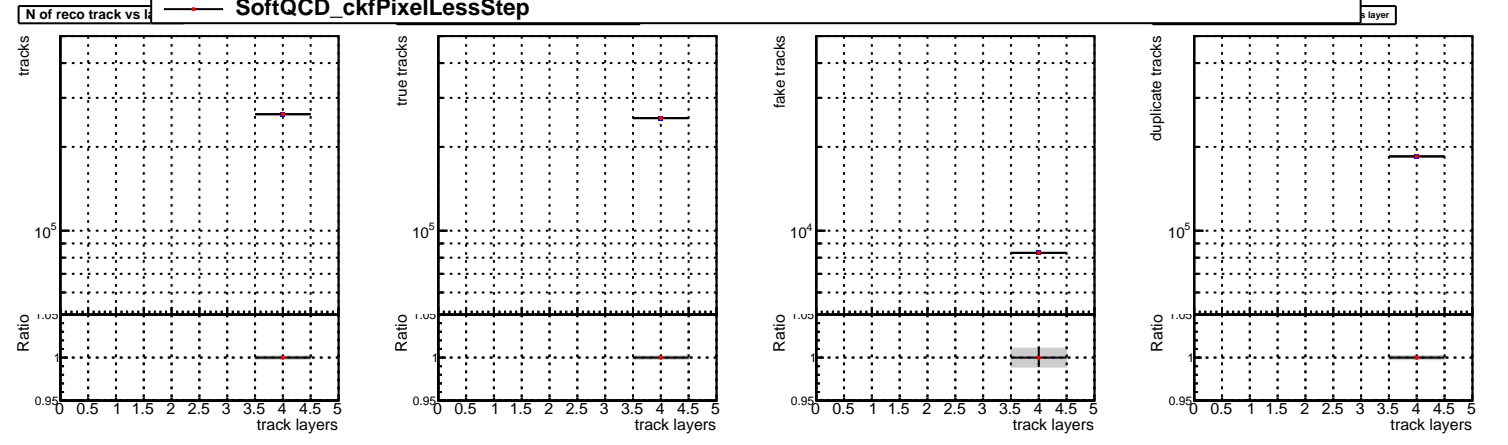 SoftQCD_ckfPixelLessStep
N of reco track vs la
s layer
tracks
10^5
1.05
Ratio
1
0.95
0 0.5 1 1.5 2 2.5 3 3.5 4 4.5 5
track layers
true tracks
10^5
1.05
Ratio
1
0.95
0 0.5 1 1.5 2 2.5 3 3.5 4 4.5 5
track layers
fake tracks
10^4
1.05
Ratio
1
0.95
0 0.5 1 1.5 2 2.5 3 3.5 4 4.5 5
track layers
duplicate tracks
10^5
1.05
Ratio
1
0.95
0 0.5 1 1.5 2 2.5 3 3.5 4 4.5 5
track layers